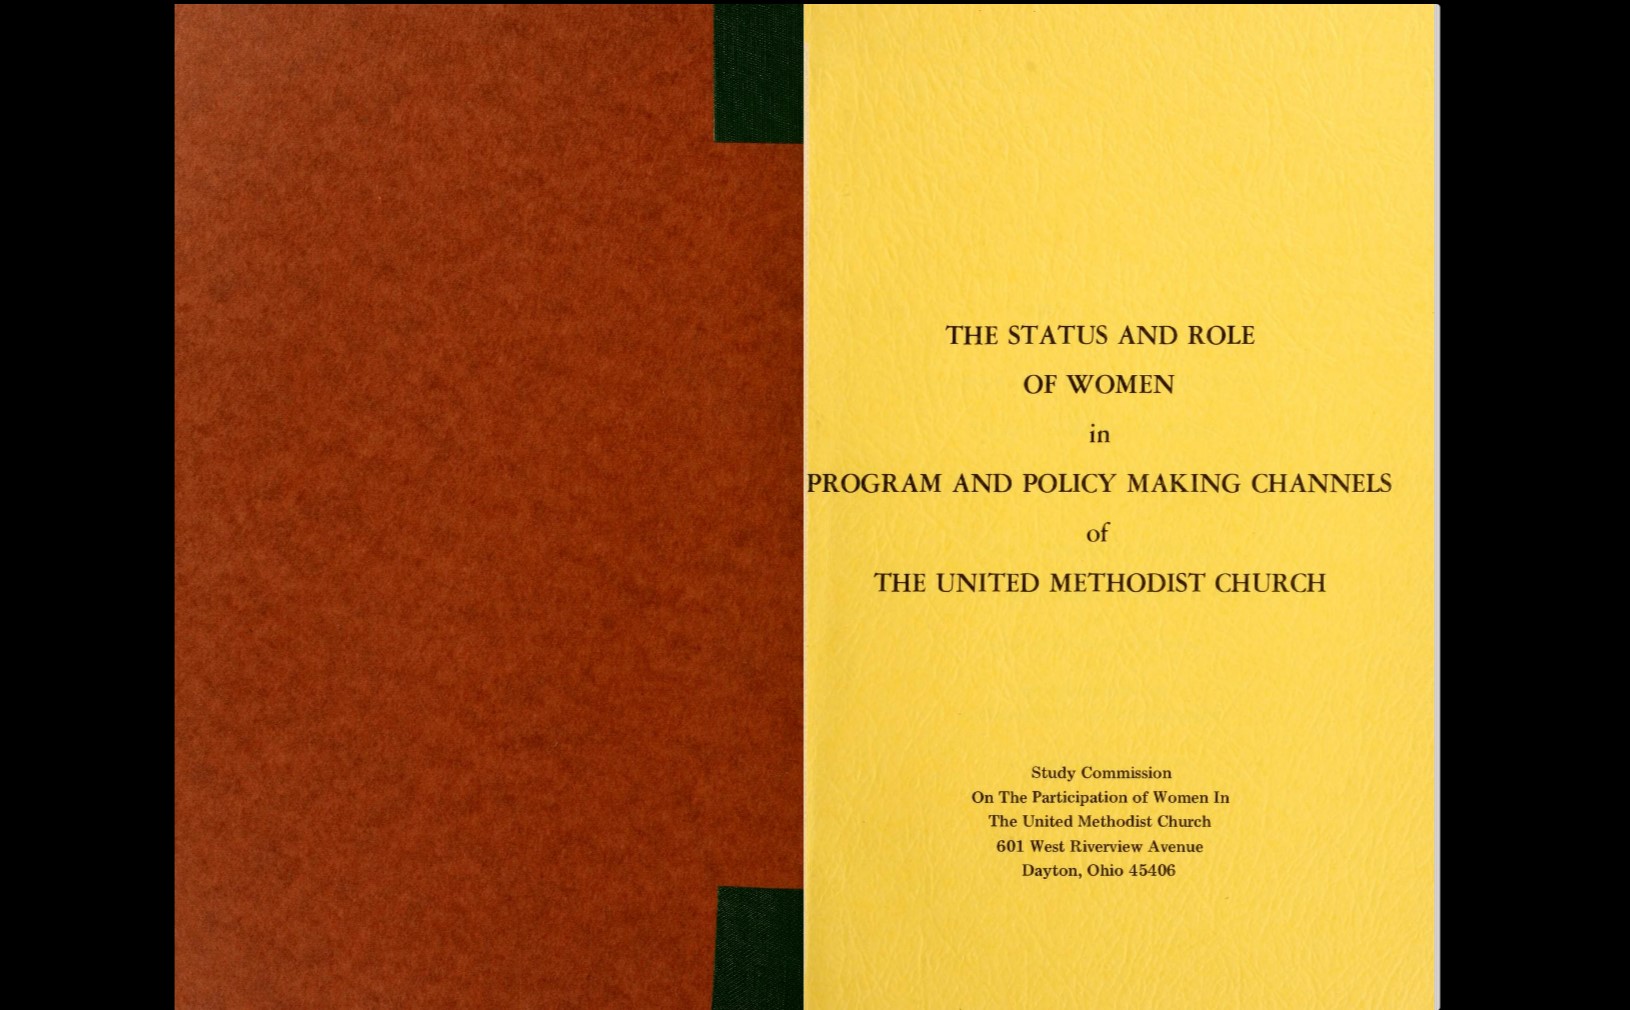 THE STATUS AND ROLE
OF WOMEN
in
PROGRAM AND POLICY MAKING CHANNELS
of
THE UNITED METHODIST CHURCH
Study Commission
On The Participation of Women In
The United Methodist Church
601 West Riverview Avenue
Dayton, Ohio 45406